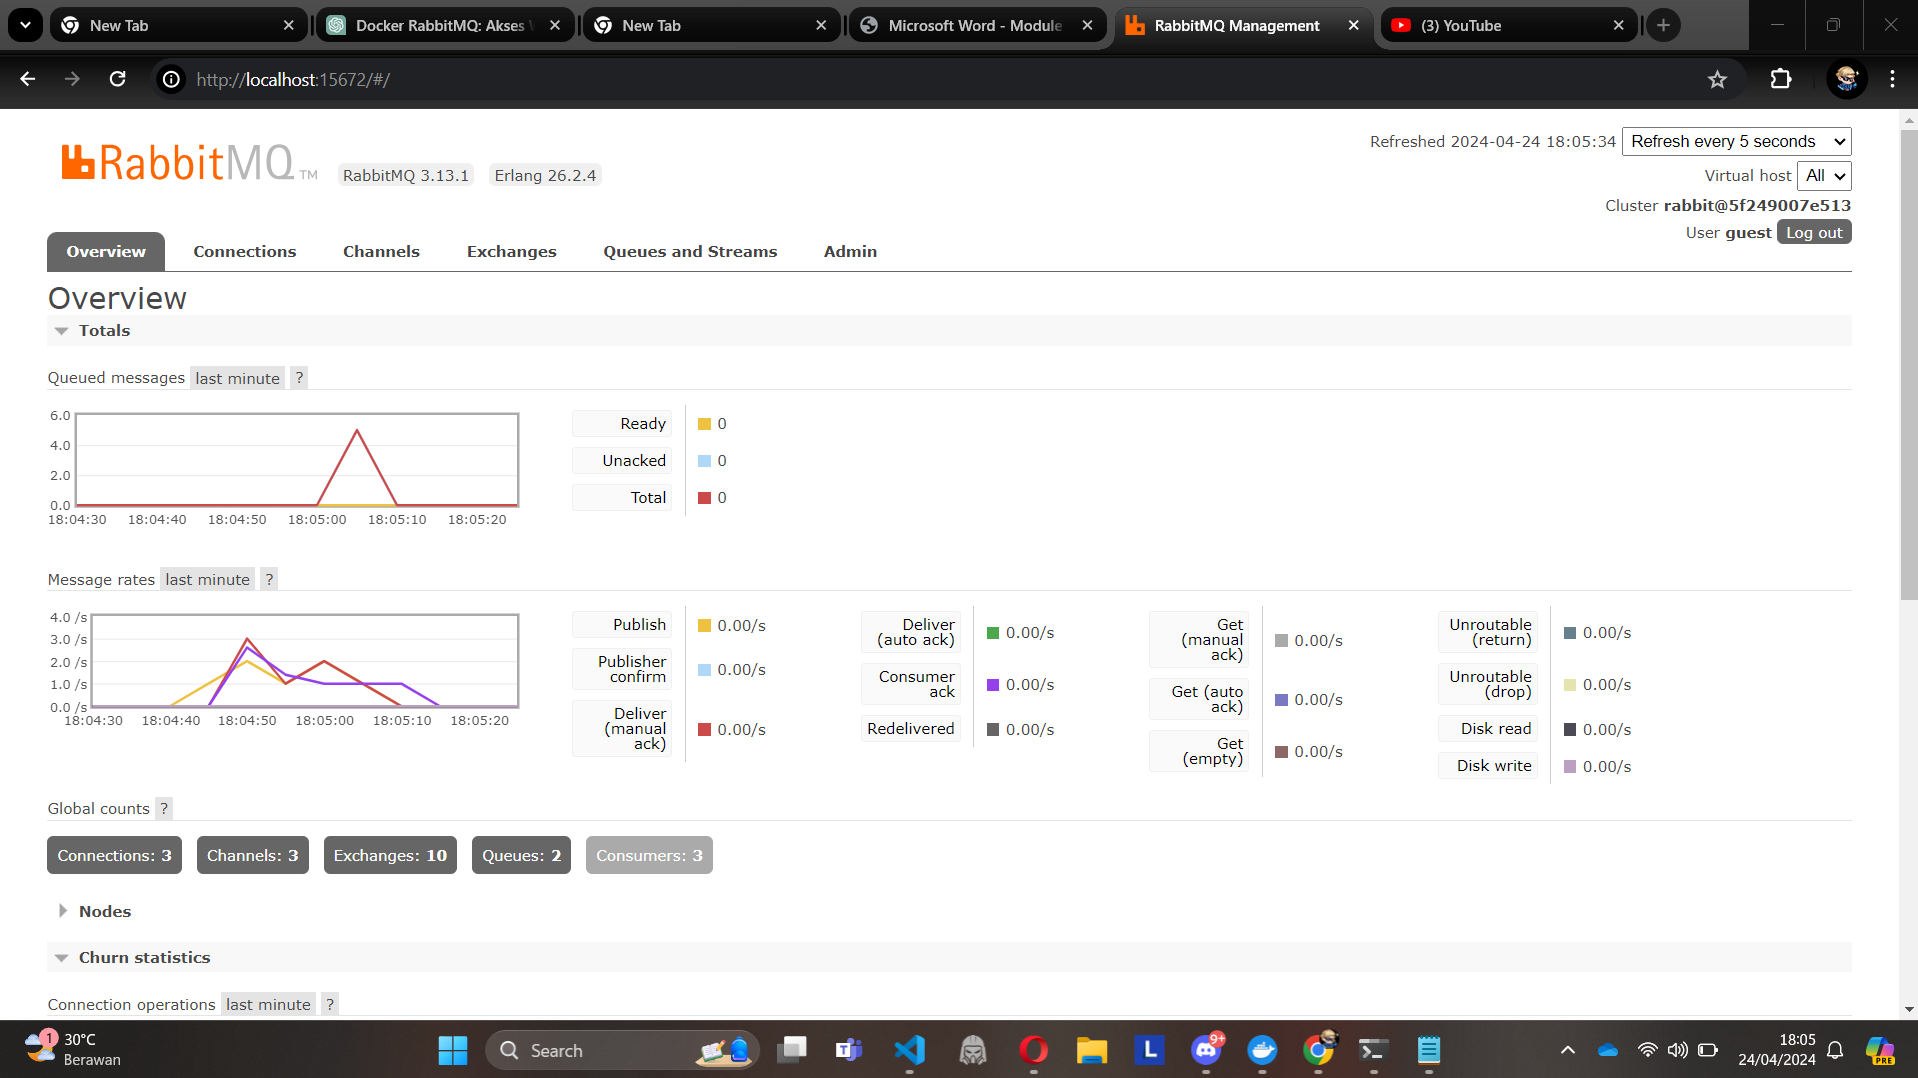 New Tab
Docker RabbitMQ: Akses
New Tab
Microsoft Word - Module
RabbitMQ Management
(3) YouTube
http://localhost:15672/#/
RabbitMQ TM
RabbitMQ 3.13.1
Erlang 26.2.4
Refreshed 2024-04-24 18:05:34
Refresh every 5 seconds
Virtual host All
Cluster rabbit@5f249007e513
User guest Log out
Overview
Connections
Channels
Exchanges
Queues and Streams
Admin
Overview
Totals
Queued messages last minute ?
6.0
4.0
2.0
0.0
18:04:30 18:04:40 18:04:50 18:05:00 18:05:10 18:05:20
Ready 0
Unacked 0
Total 0
Message rates last minute ?
4.0 /s
3.0 /s
2.0 /s
1.0 /s
0.0 /s
18:04:30 18:04:40 18:04:50 18:05:00 18:05:10 18:05:20
Publish 0.00/s
Publisher
confirm 0.00/s
Deliver
(manual
ack) 0.00/s
Deliver
(auto ack) 0.00/s
Consumer
ack 0.00/s
Redelivered 0.00/s
Get
(manual
ack) 0.00/s
Get (auto
ack) 0.00/s
Get
(empty) 0.00/s
Unroutable
(return) 0.00/s
Unroutable
(drop) 0.00/s
Disk read 0.00/s
Disk write 0.00/s
Global counts ?
Connections: 3
Channels: 3
Exchanges: 10
Queues: 2
Consumers: 3
Nodes
Churn statistics
Connection operations last minute ?
1
30°C
Berawan
Search
T
L
9+
18:05
24/04/2024
PRE